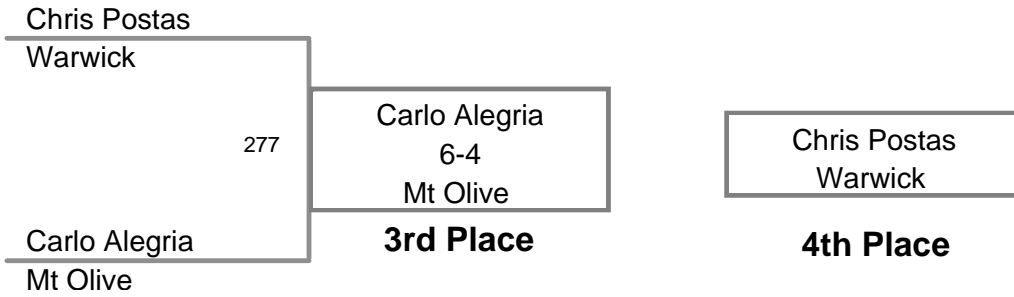 Chris Postas
Warwick
277
Carlo Alegria
6-4
Mt Olive
3rd Place
Carlo Alegria
Mt Olive
Chris Postas
Warwick
4th Place